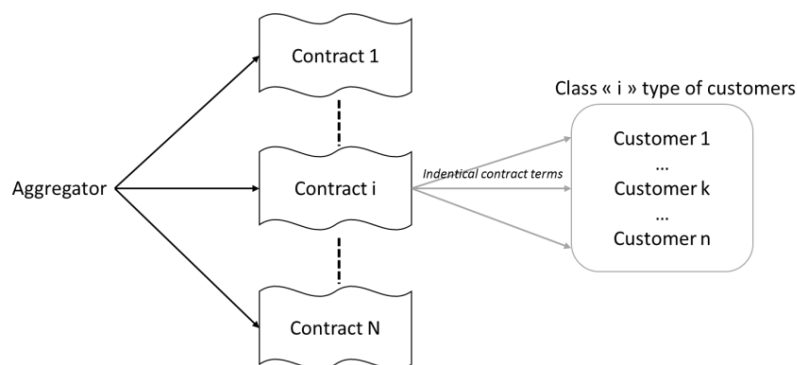 Contract 1
Class « i » type of customers
Customer 1
...
Aggregator
Contract i
Indentical contract terms
Customer k
...
Customer n
Contract N